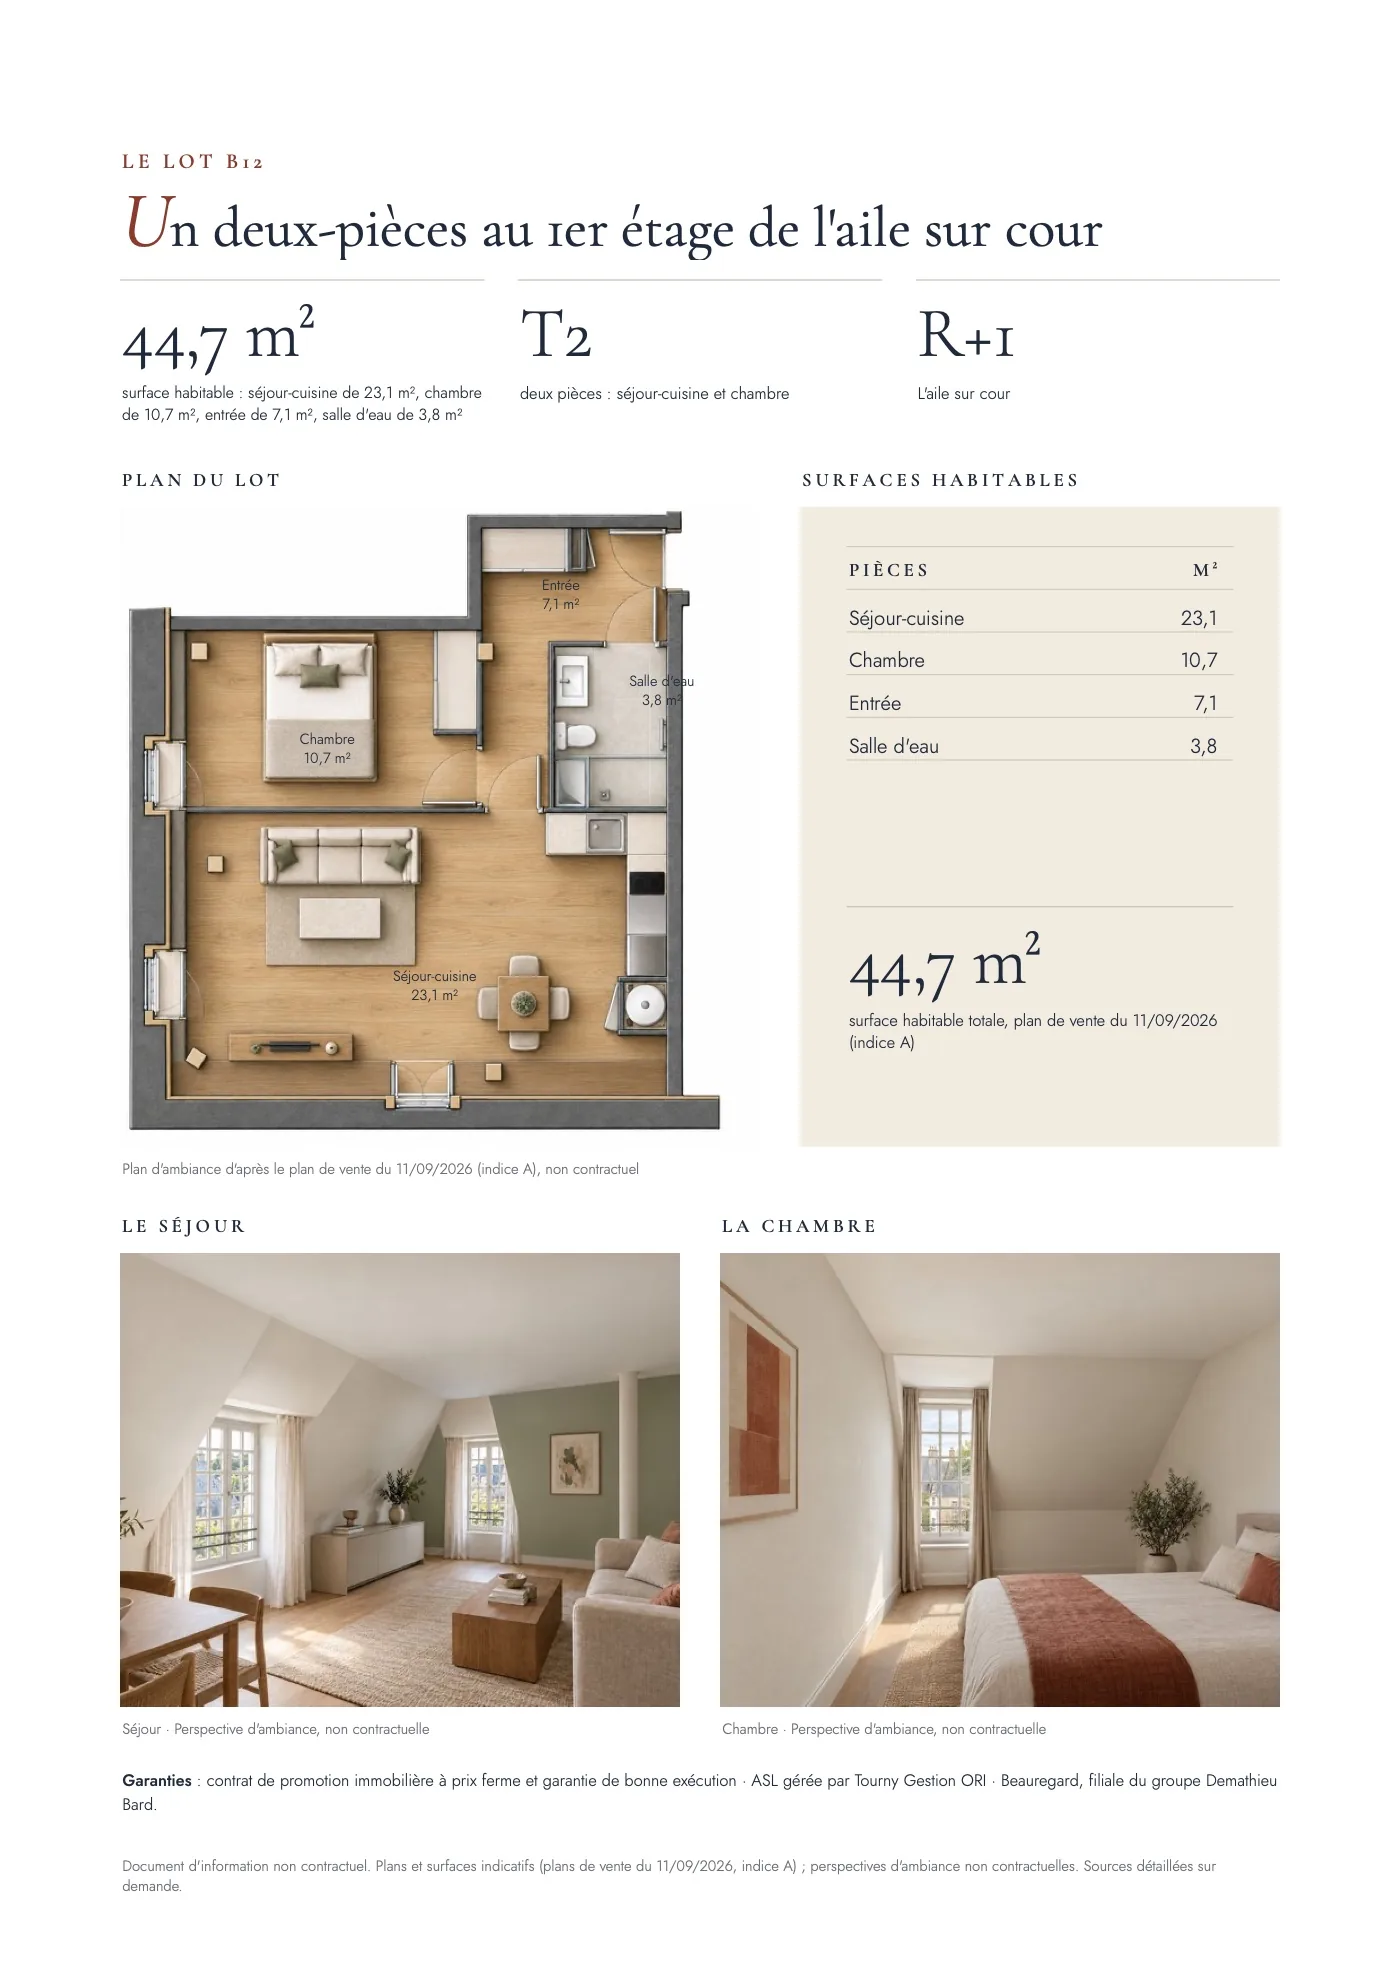 LE LOT B12
Un deux-pièces au 1er étage de l'aile sur cour
44,7 m²
surface habitable : séjour-cuisine de 23,1 m², chambre
de 10,7 m², entrée de 7,1 m², salle d'eau de 3,8 m²
T2
deux pièces : séjour-cuisine et chambre
R+1
L'aile sur cour
PLAN DU LOT
Entrée
7,1 m²
Salle d'eau
3,8 m²
Chambre
10,7 m²
Séjour-cuisine
23,1 m²
Plan d'ambiance d'après le plan de vente du 11/09/2026 (indice A), non contractuel
SURFACES HABITABLES
PIÈCES M²
Séjour-cuisine 23,1
Chambre 10,7
Entrée 7,1
Salle d'eau 3,8
44,7 m²
surface habitable totale, plan de vente du 11/09/2026
(indice A)
LE SÉJOUR
Séjour · Perspective d'ambiance, non contractuelle
LA CHAMBRE
Chambre · Perspective d'ambiance, non contractuelle
Garanties : contrat de promotion immobilière à prix ferme et garantie de bonne exécution · ASL gérée par Tourny Gestion ORI · Beauregard, filiale du groupe Demathieu
Bard.
Document d'information non contractuel. Plans et surfaces indicatifs (plans de vente du 11/09/2026, indice A) ; perspectives d'ambiance non contractuelles. Sources détaillées sur
demande.